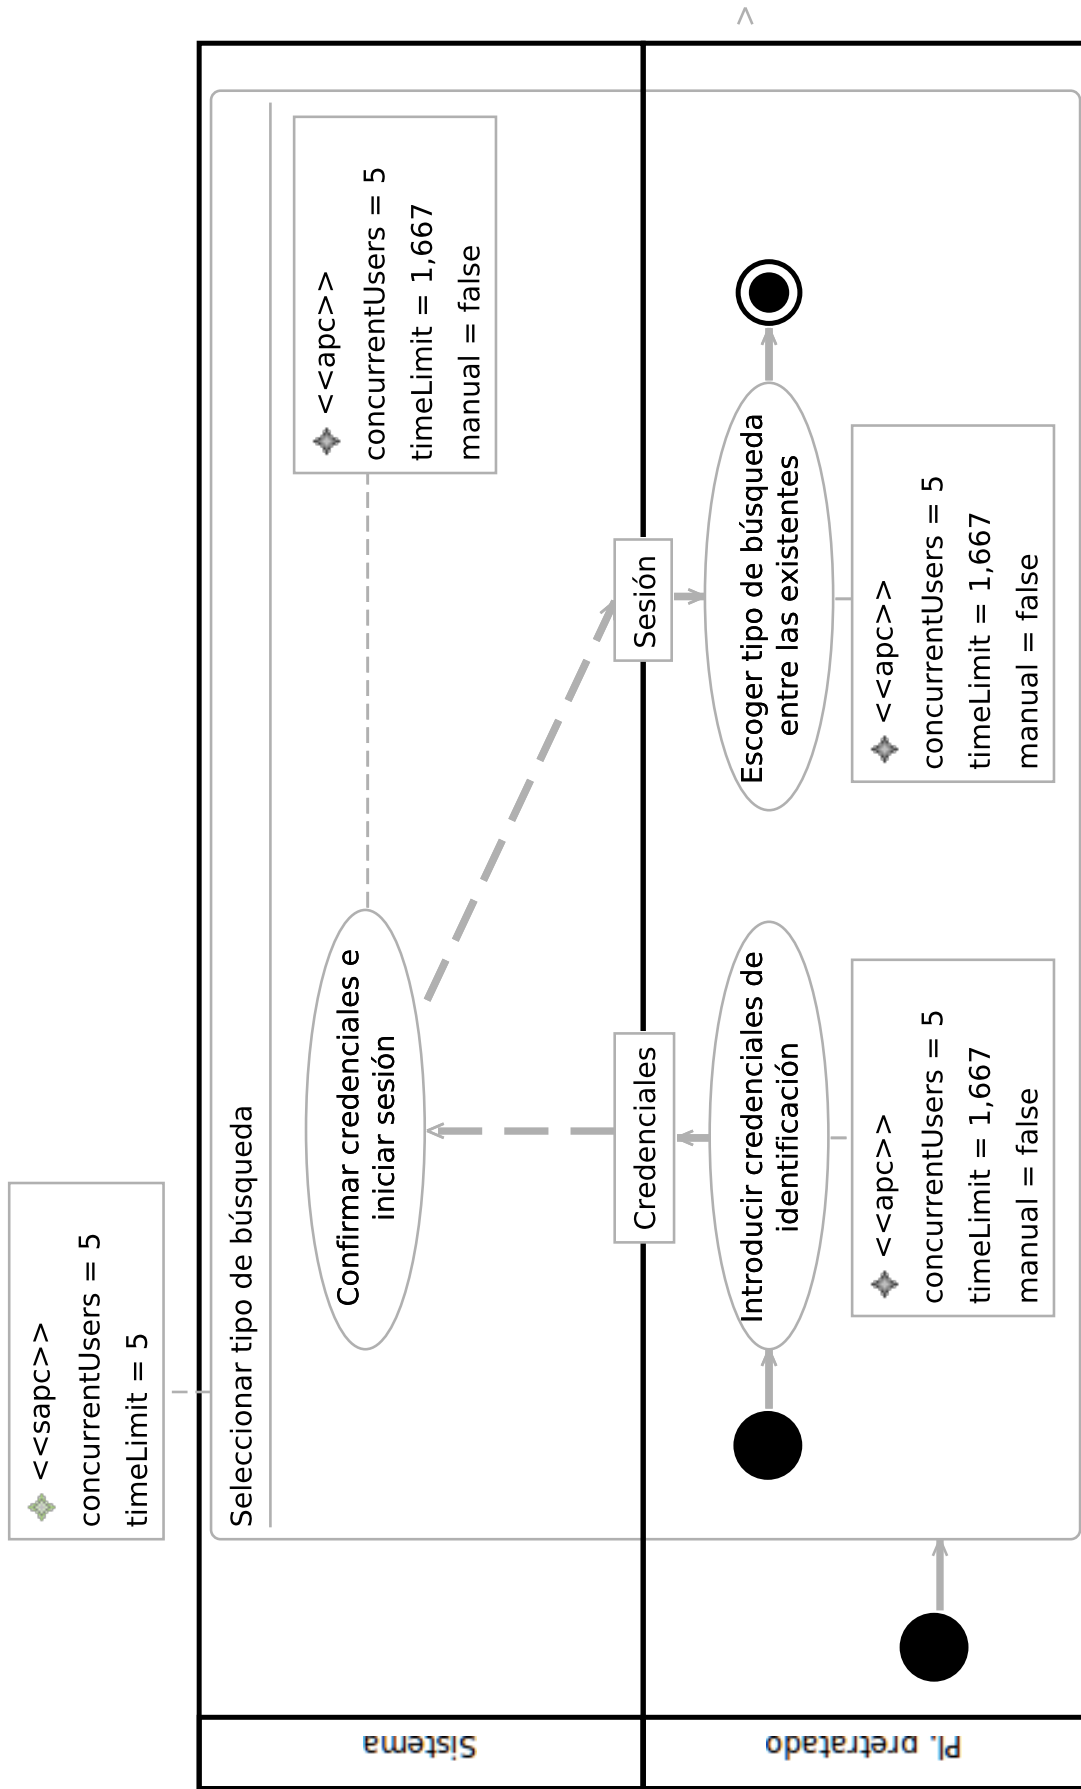 <<sapc>>
concurrentUsers = 5
timeLimit = 5
Seleccionar tipo de búsqueda
Sistema
Confirmar credenciales e
iniciar sesión
<<apc>>
concurrentUsers = 5
timeLimit = 1,667
manual = false
Credenciales
Sesión
Pl. pretratado
Introducir credenciales de
identificación
<<apc>>
concurrentUsers = 5
timeLimit = 1,667
manual = false
Escoger tipo de búsqueda
entre las existentes
<<apc>>
concurrentUsers = 5
timeLimit = 1,667
manual = false